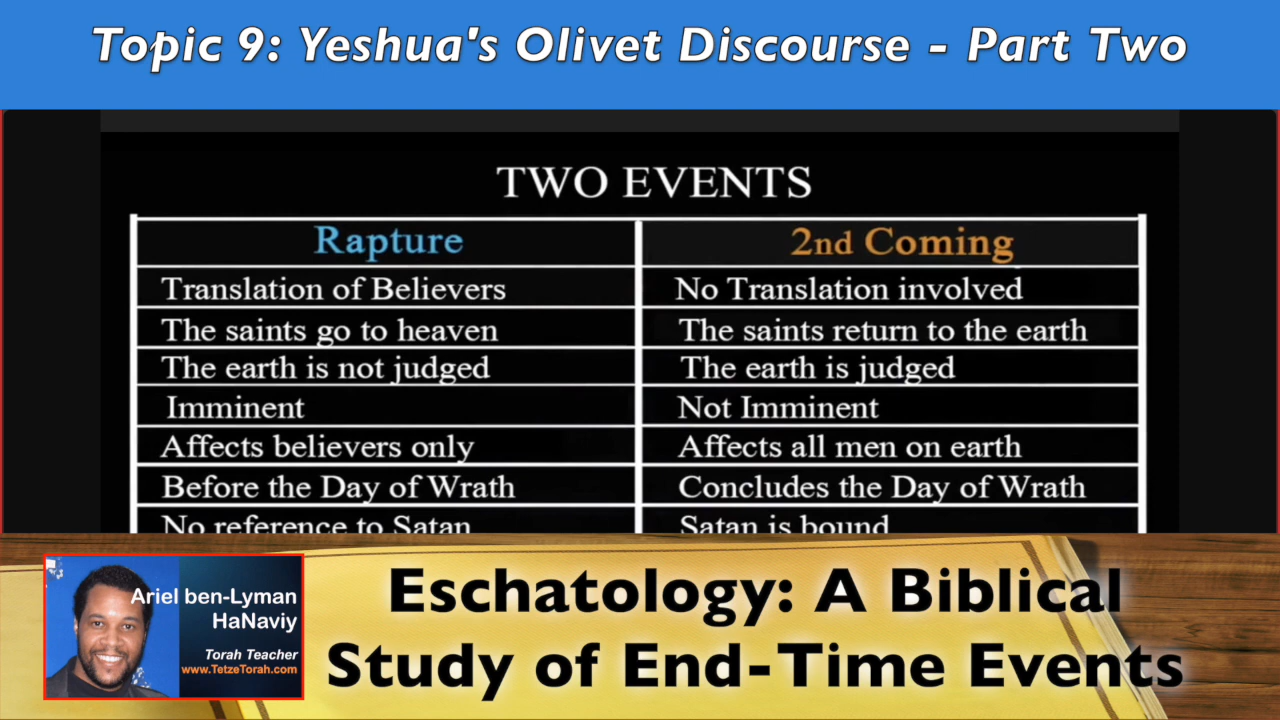 Topic 9: Yeshua's Olivet Discourse - Part Two
TWO EVENTS
Rapture 2nd Coming
Translation of Believers No Translation involved
The saints go to heaven The saints return to the earth
The earth is not judged The earth is judged
Imminent Not Imminent
Affects believers only Affects all men on earth
Before the Day of Wrath Concludes the Day of Wrath
No reference to Satan Satan is bound
Ariel ben-Lyman
HaNaviy
Torah Teacher
www.TetzeTorah.com
Eschatology: A Biblical
Study of End-Time Events